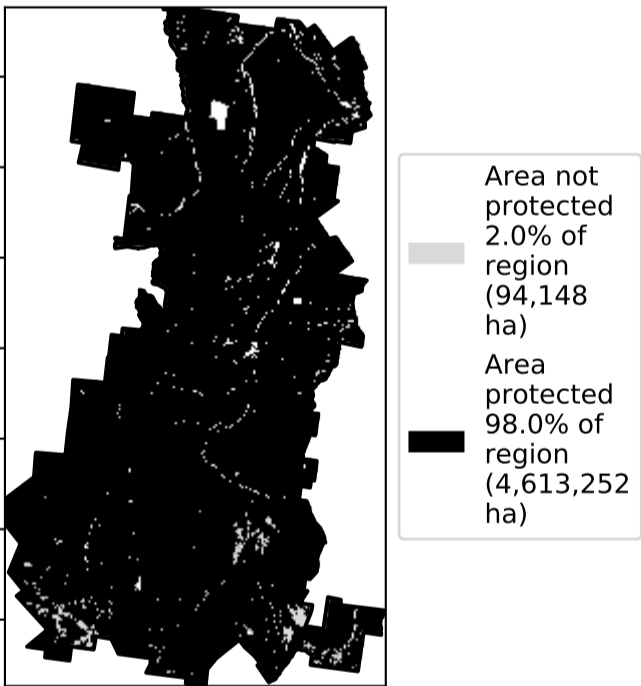 Area not
protected
2.0% of
region
(94,148
ha)
Area
protected
98.0% of
region
(4,613,252
ha)